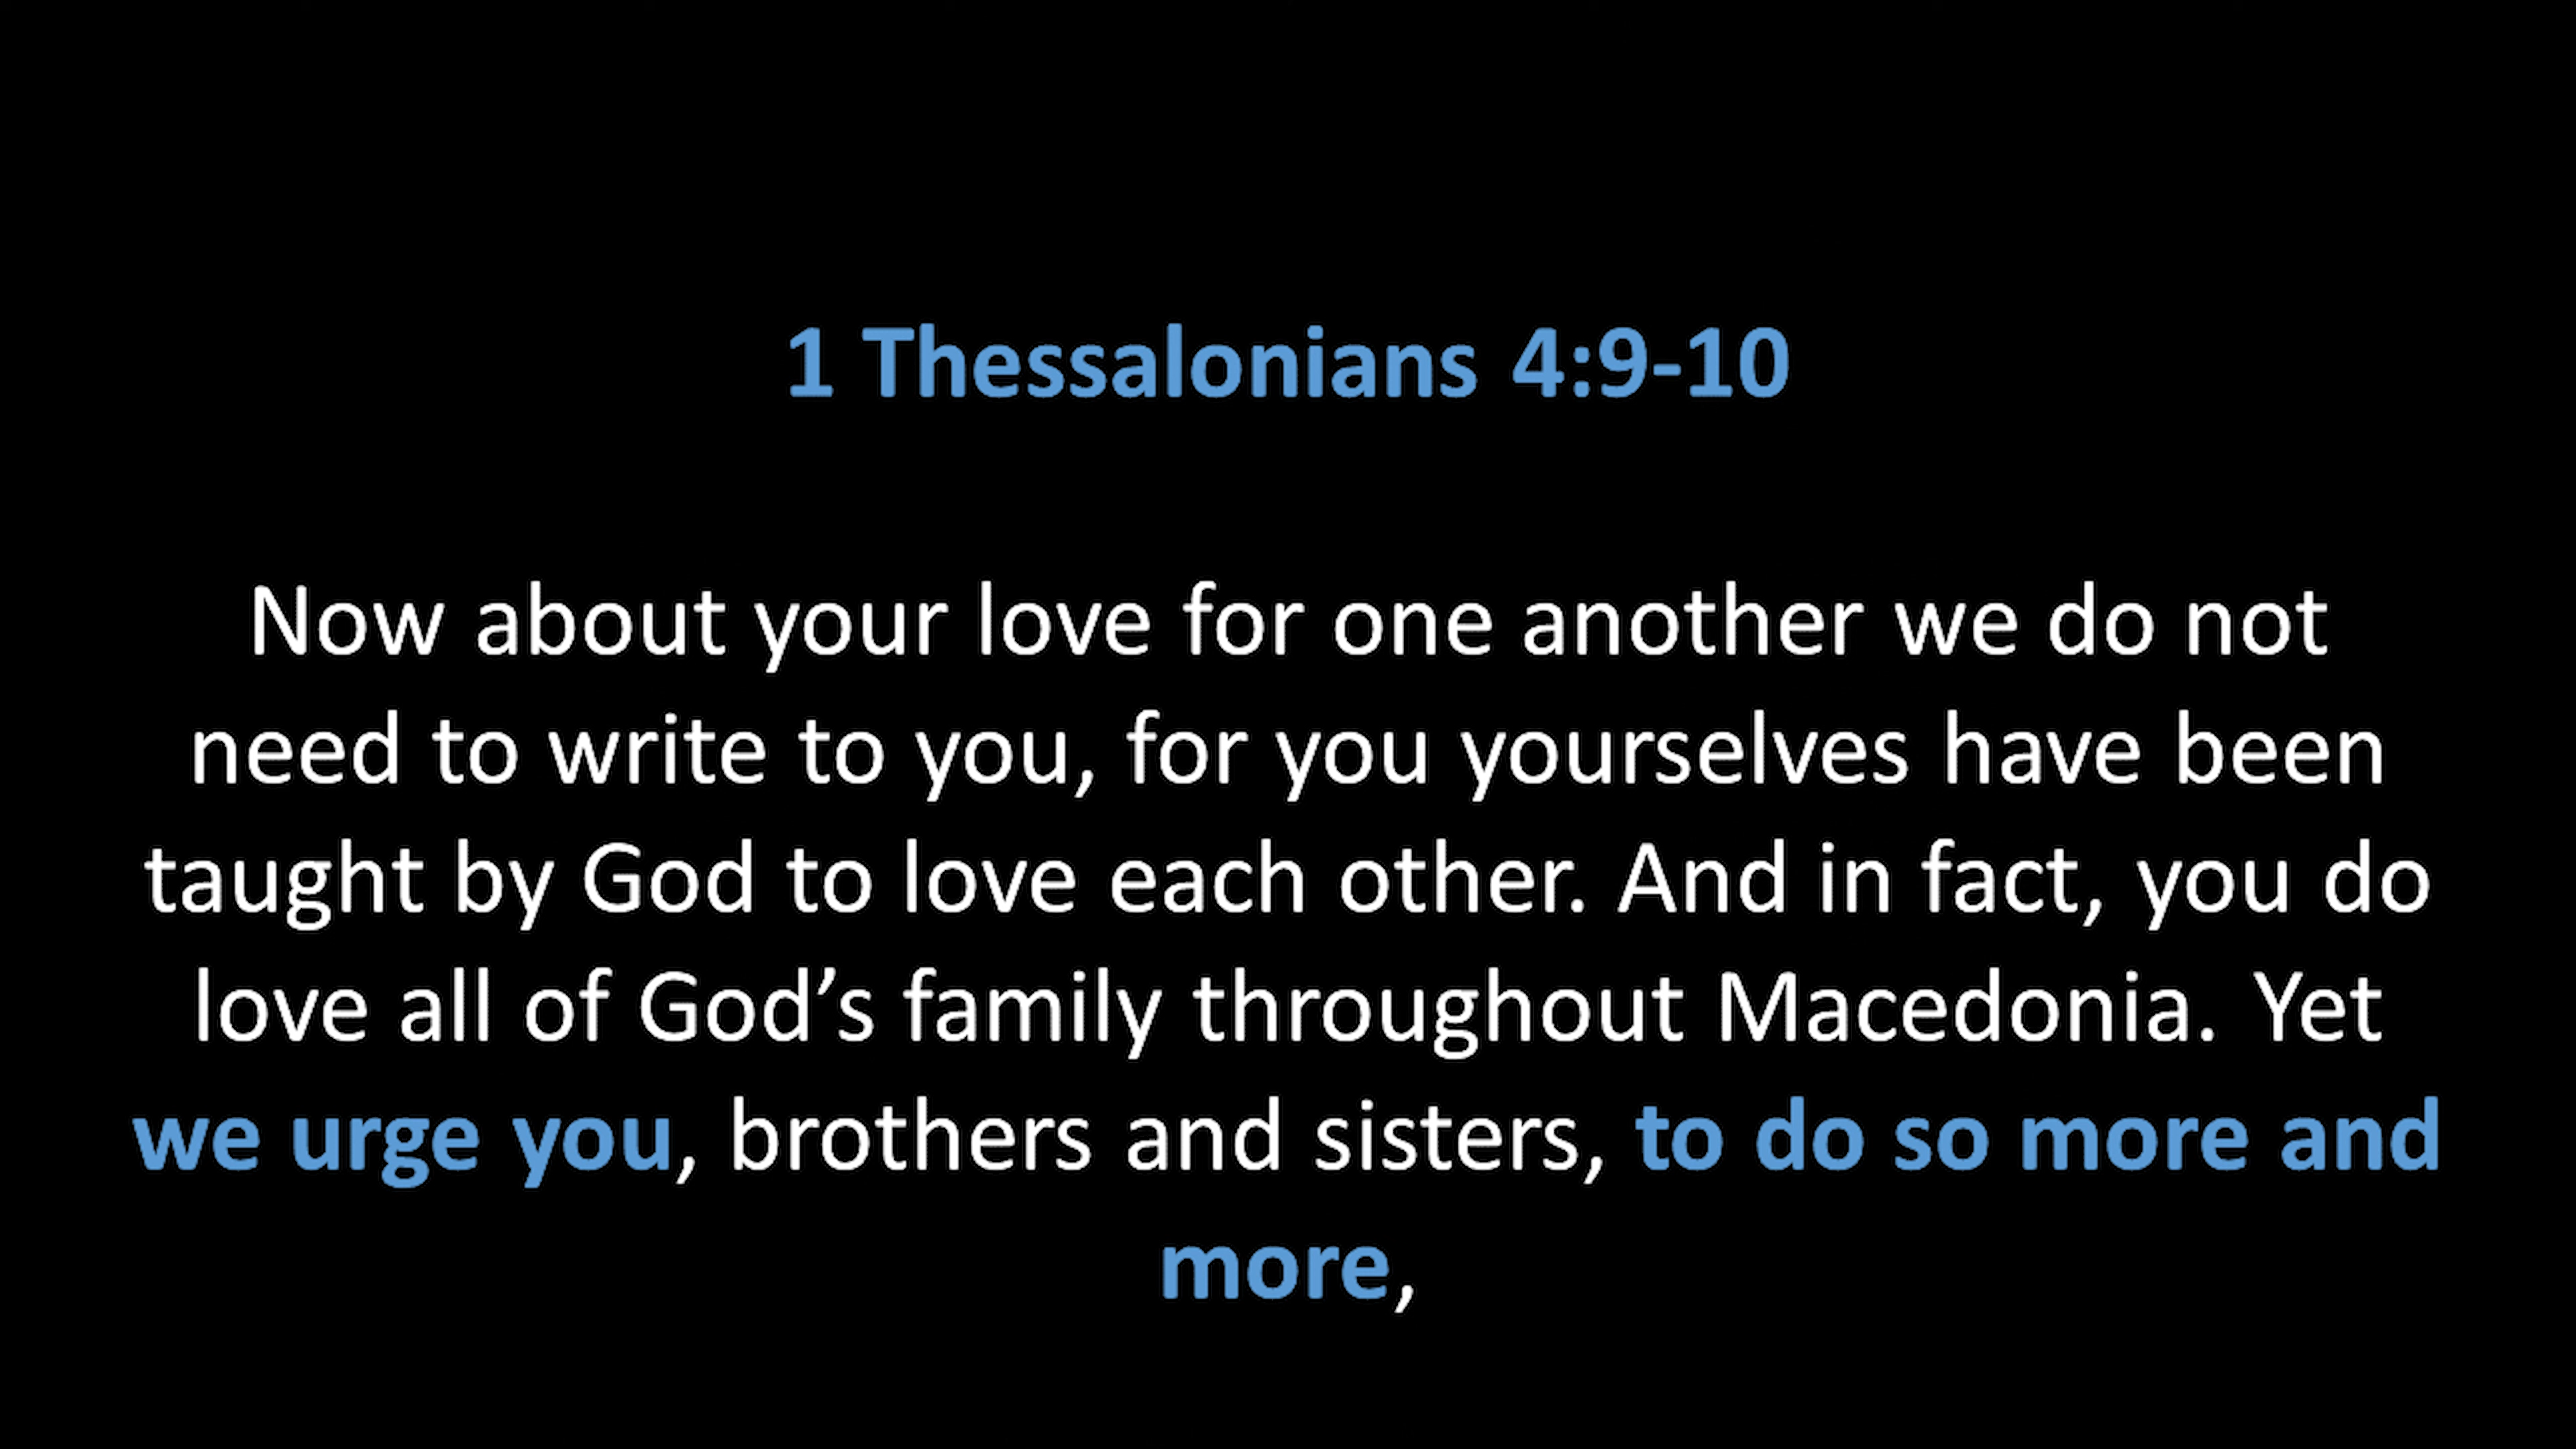 1 Thessalonians 4:9-10
Now about your love for one another we do not
need to write to you, for you yourselves have been
taught by God to love each other. And in fact, you do
love all of God’s family throughout Macedonia. Yet
we urge you, brothers and sisters, to do so more and
more,